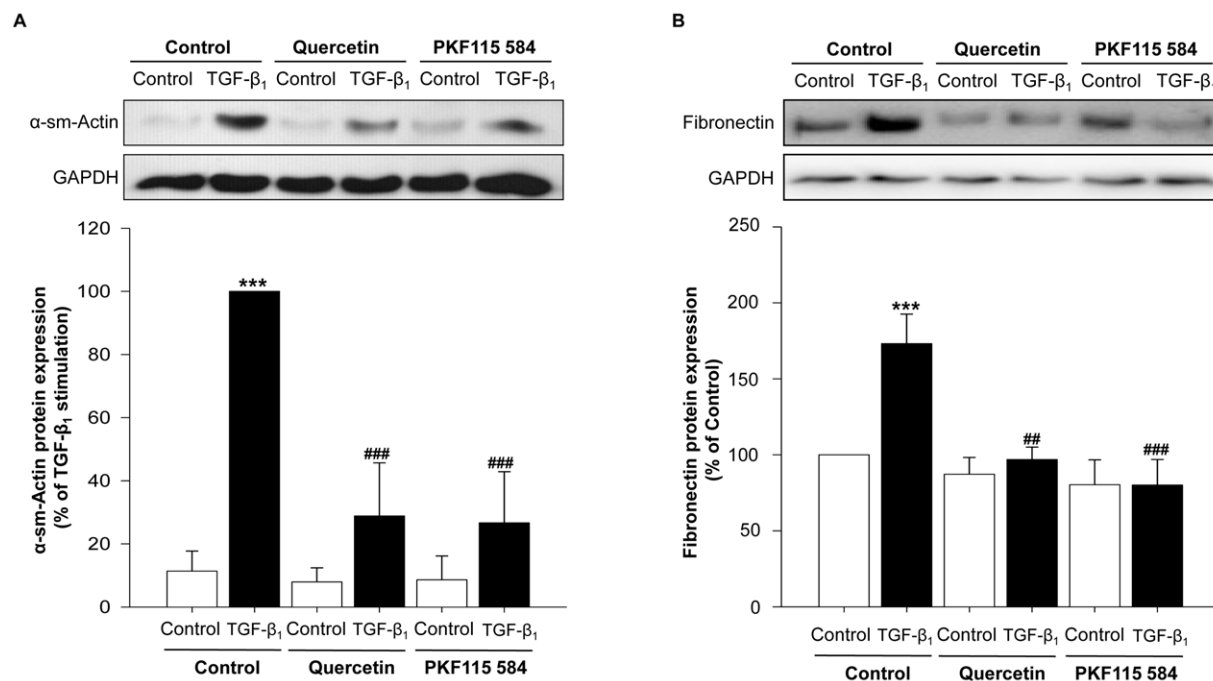 A
Control Quercetin PKF115 584
Control TGF-β₁ Control TGF-β₁ Control TGF-β₁
α-sm-Actin
GAPDH
α-sm-Actin protein expression
(% of TGF-β₁ stimulation)
120
100
80
60
40
20
0
***
###
###
Control TGF-β₁ Control TGF-β₁ Control TGF-β₁
Control Quercetin PKF115 584
B
Control Quercetin PKF115 584
Control TGF-β₁ Control TGF-β₁ Control TGF-β₁
Fibronectin
GAPDH
Fibronectin protein expression
(% of Control)
250
200
150
100
50
0
***
##
###
Control TGF-β₁ Control TGF-β₁ Control TGF-β₁
Control Quercetin PKF115 584